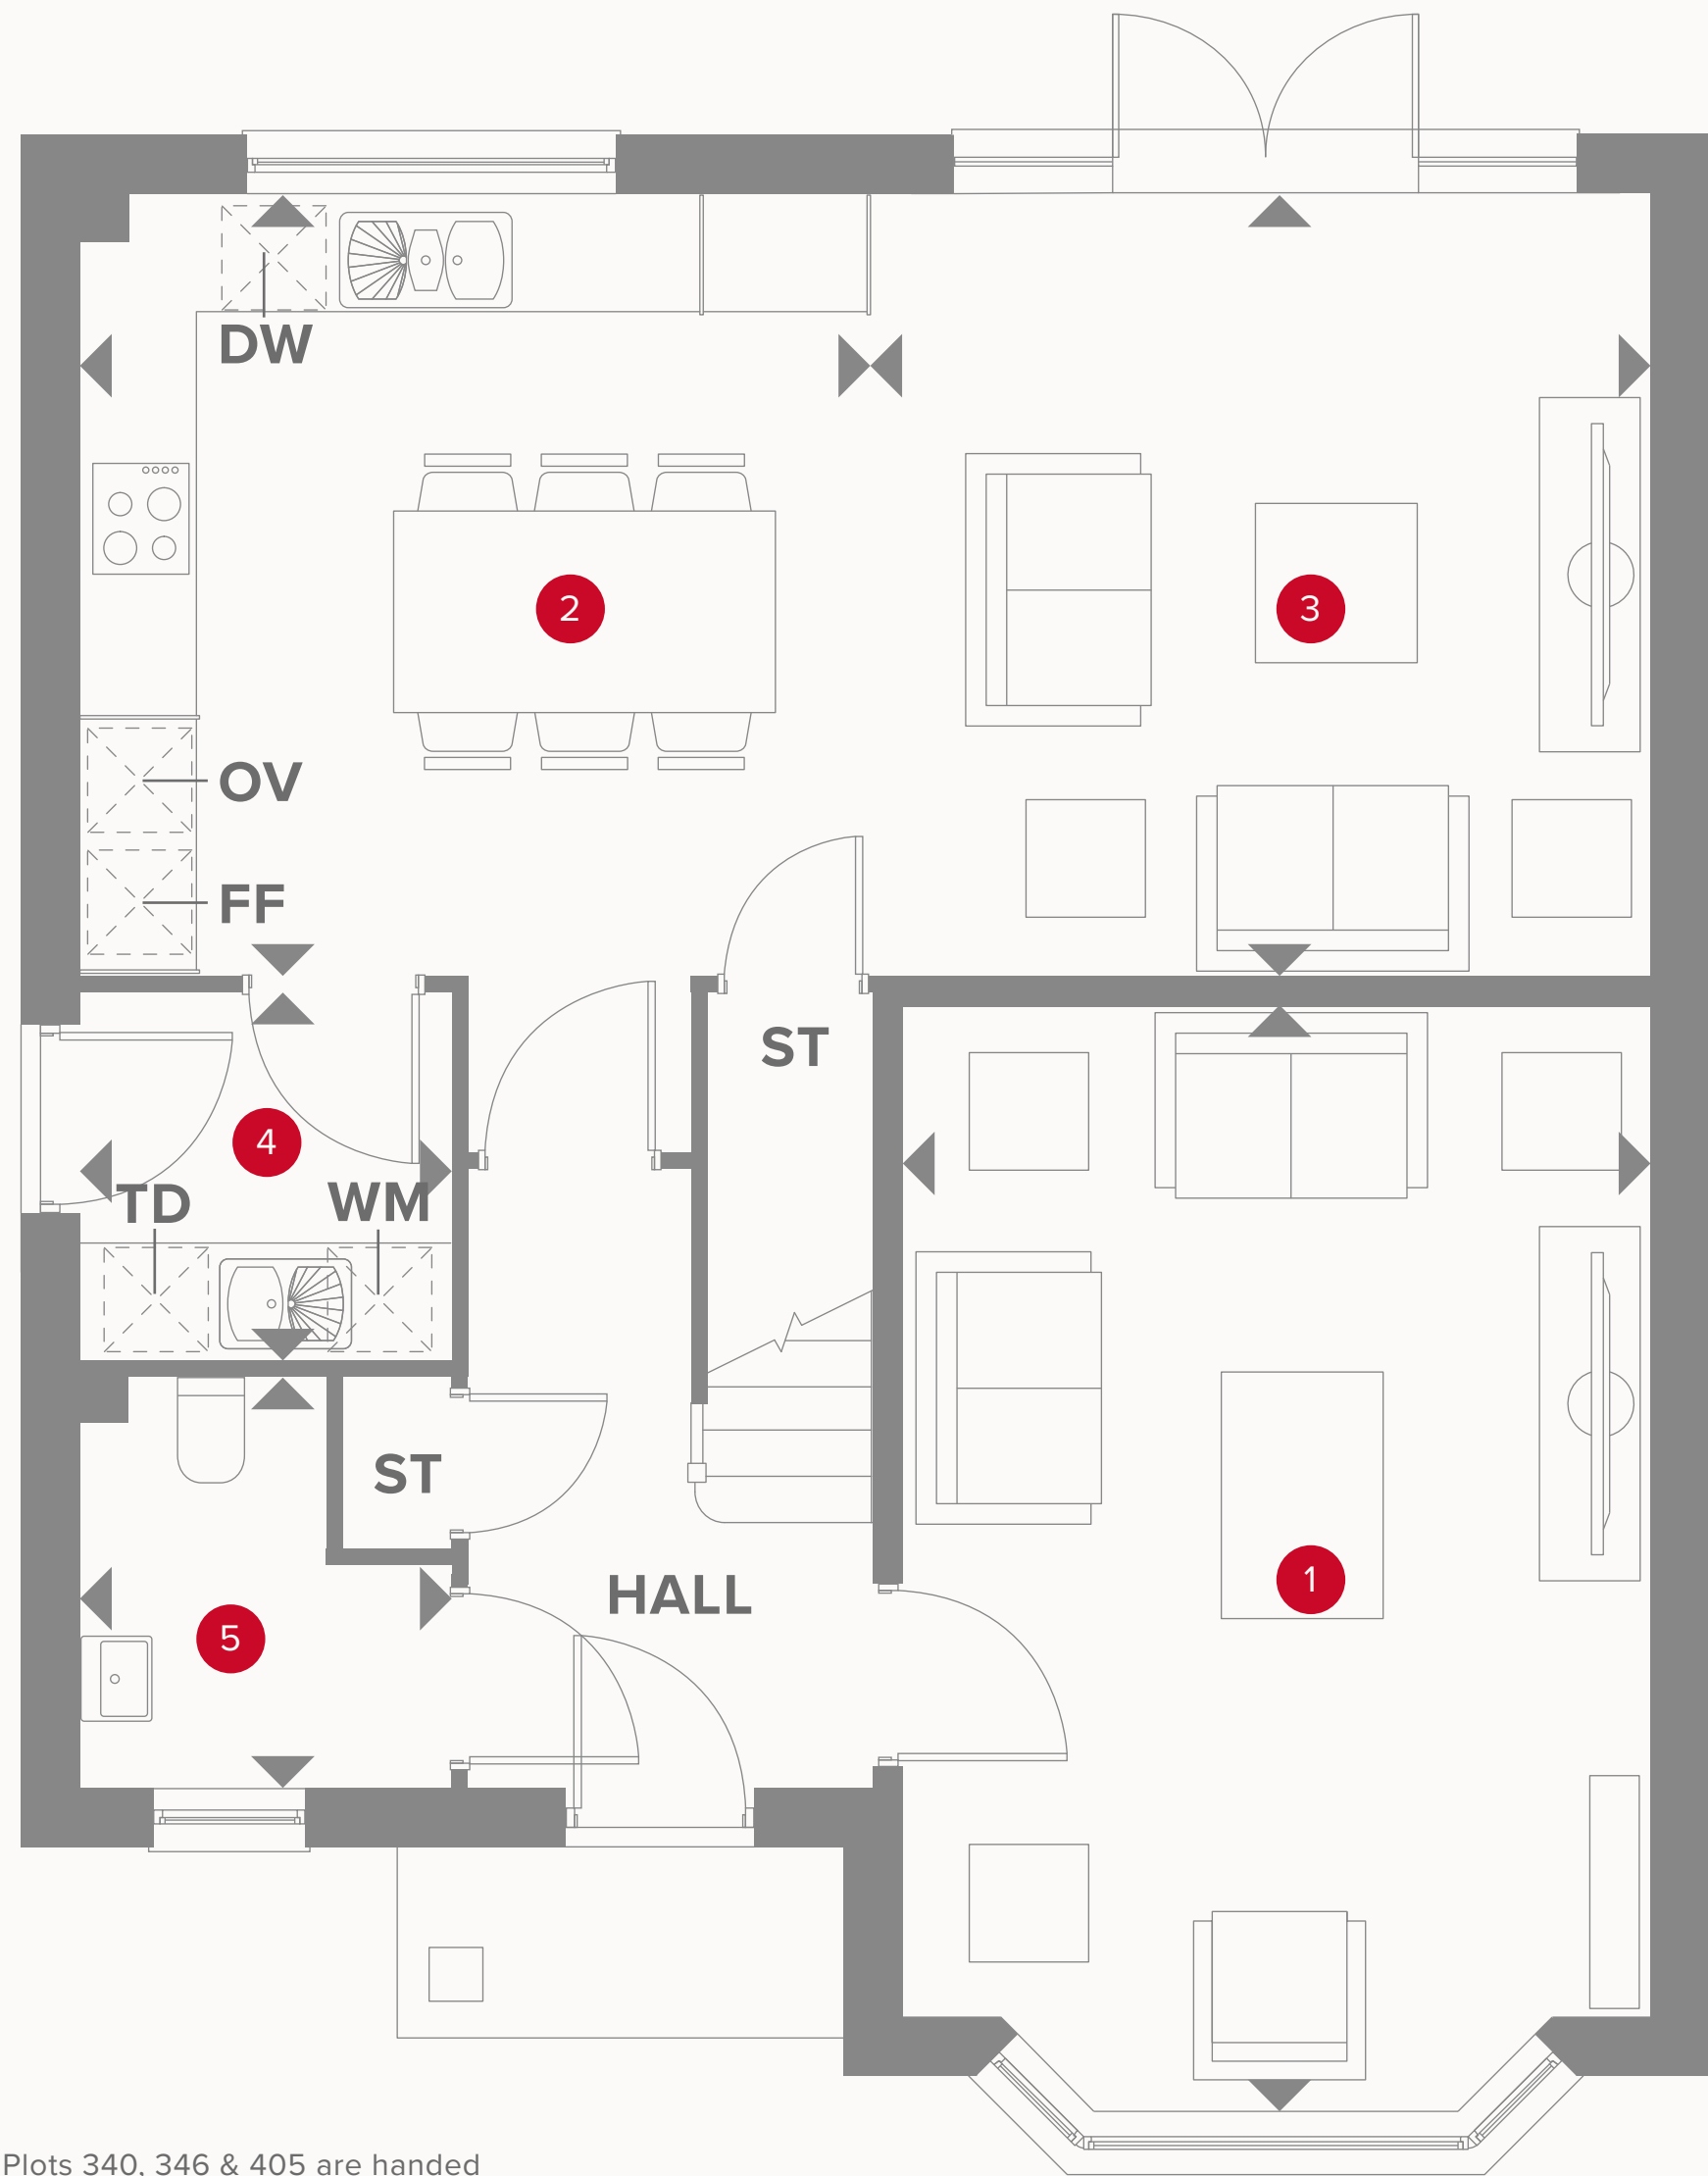 DW
2
3
OV
FF
ST
4
TD
WM
ST
HALL
1
5
Plots 340, 346 & 405 are handed